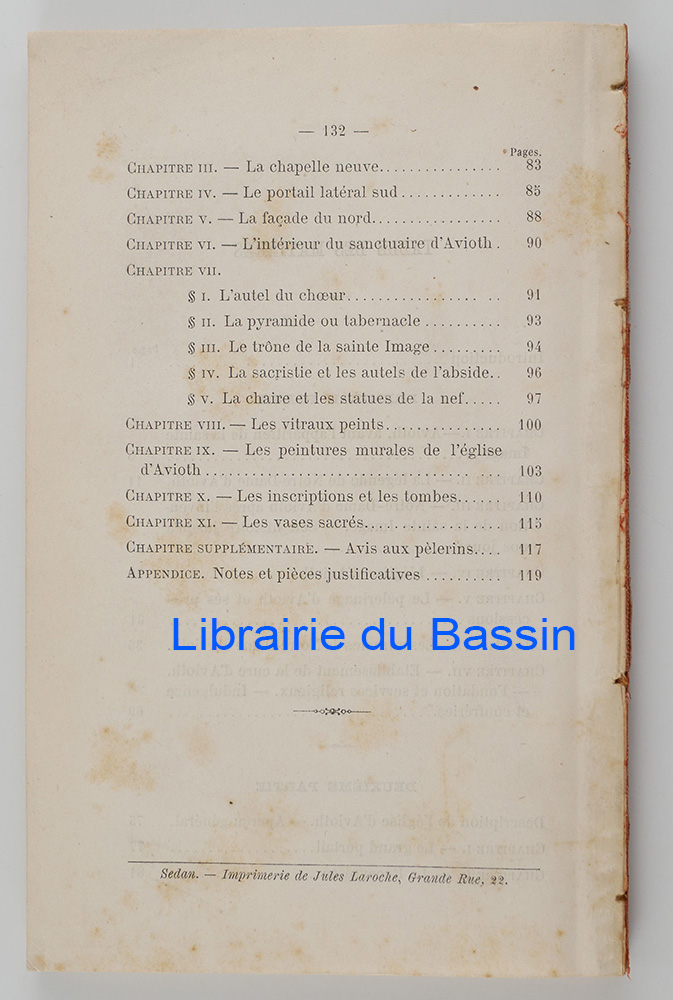 — 132 —
Pages.
CHAPITRE III. — La chapelle neuve................ 83
CHAPITRE IV. — Le portail latéral sud............. 85
CHAPITRE V. — La façade du nord................. 88
CHAPITRE VI. — L'intérieur du sanctuaire d'Avioth. 90
CHAPITRE VII.
§ I. L'autel du chœur................. .. 91
§ II. La pyramide ou tabernacle.......... 93
§ III. Le trône de la sainte Image......... 94
§ IV. La sacristie et les autels de l'abside.. 96
§ V. La chaire et les statues de la nef..... 97
CHAPITRE VIII. — Les vitraux peints............... 100
CHAPITRE IX. — Les peintures murales de l'église
d'Avioth................................. 103
CHAPITRE X. — Les inscriptions et les tombes...... 110
CHAPITRE XI. — Les vases sacrés.................. 115
CHAPITRE SUPPLÉMENTAIRE. — Avis aux pèlerins.... 117
APPENDICE. Notes et pièces justificatives.......... 119
Librairie du Bassin
Sedan. — Imprimerie de Jules Laroche, Grande Rue, 22.